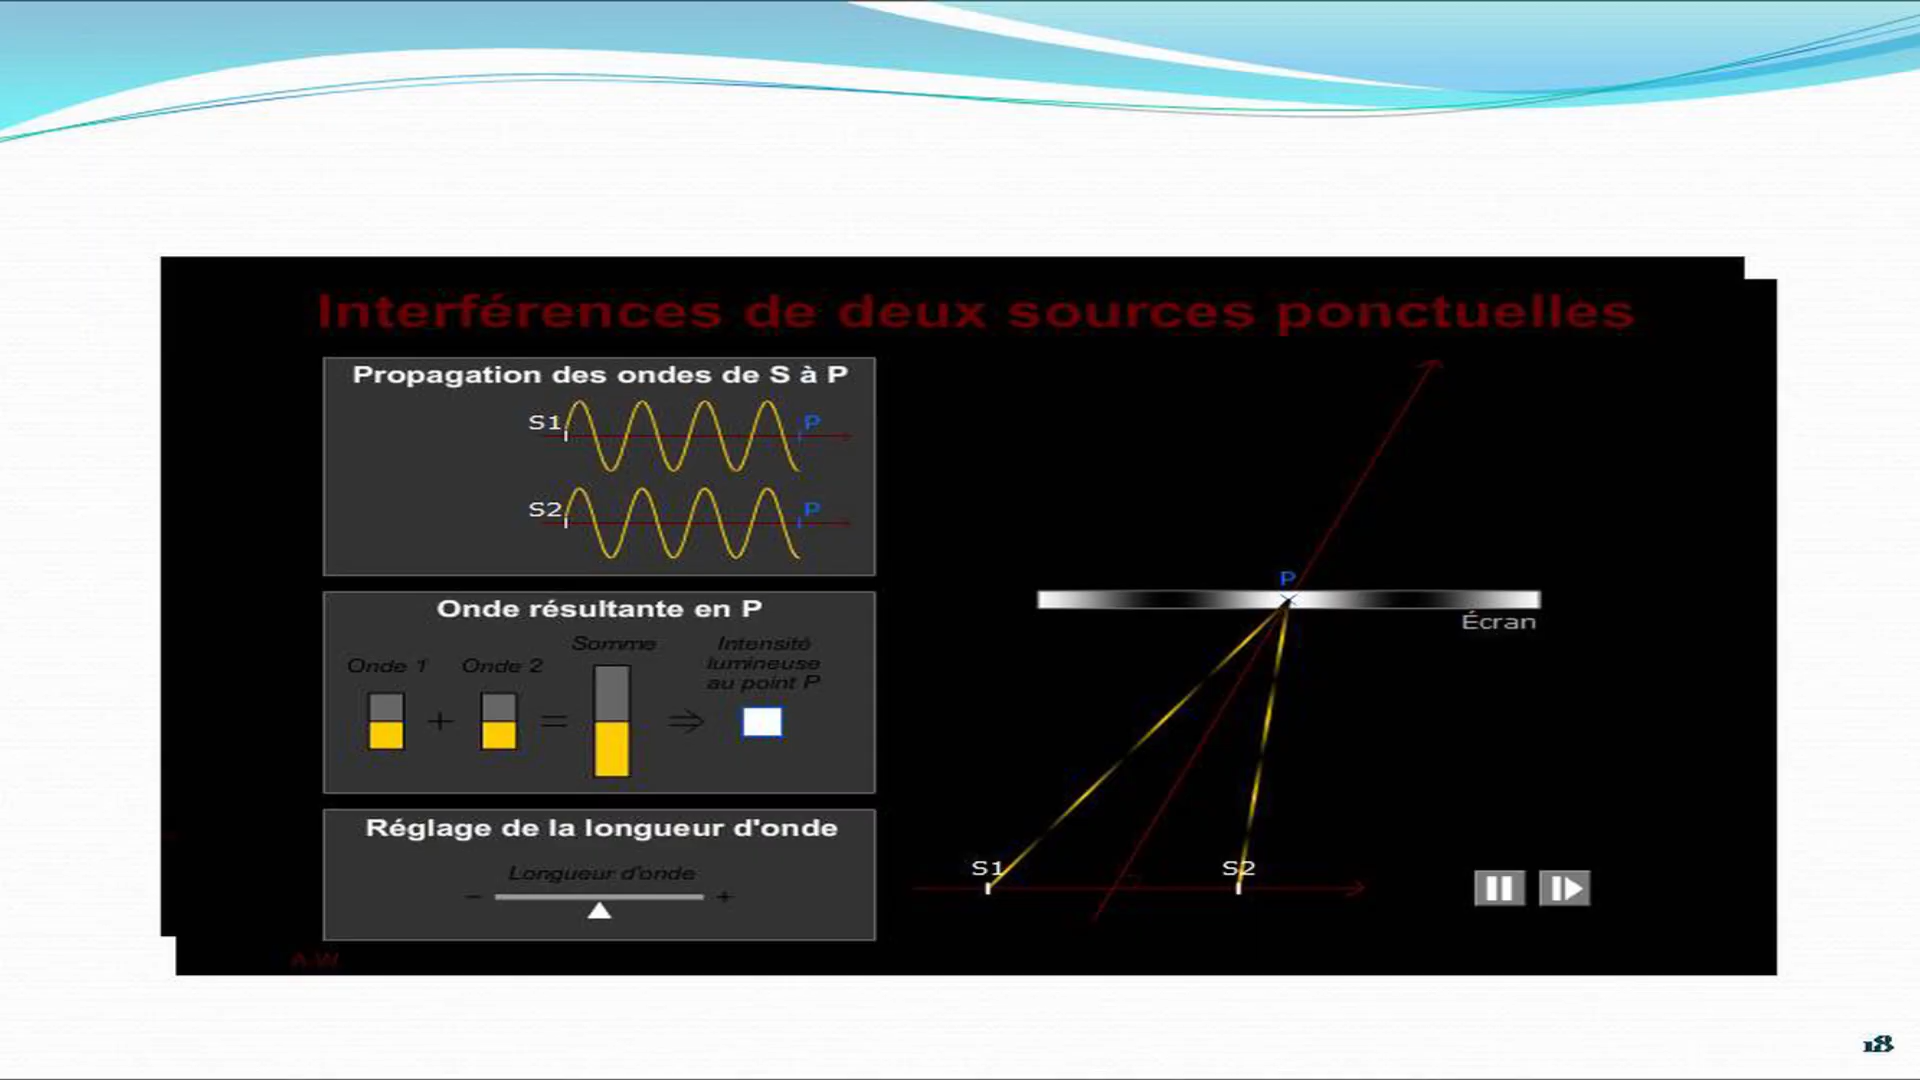 Interférences de deux sources ponctuelles
Propagation des ondes de S à P
S1
P
S2
P
Onde résultante en P
Onde 1
+
Onde 2
=
Somme
⇒
Intensité
lumineuse
au point P
Réglage de la longueur d'onde
Longueur d'onde
−
+
P
Écran
S1
S2
A.W
18